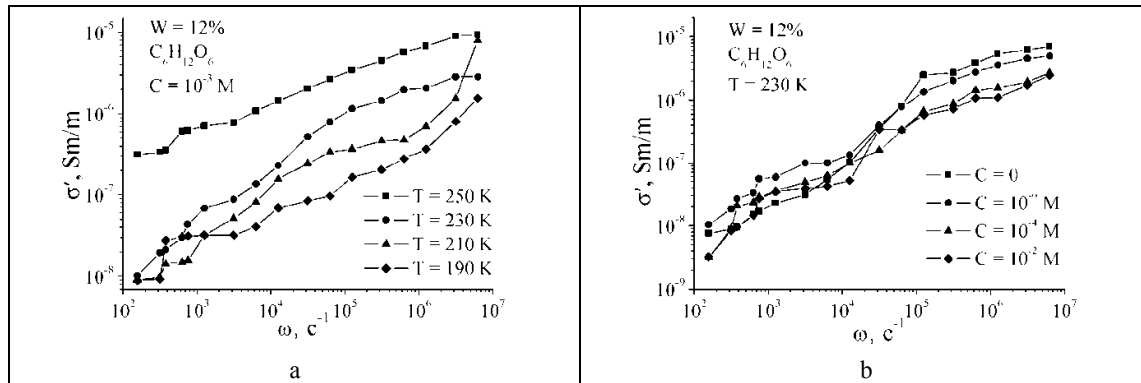 W = 12%
C₆H₁₂O₆
C = 10⁻³ M
10⁻⁵
10⁻⁶
10⁻⁷
10⁻⁸
σ', Sm/m
T = 250 K
T = 230 K
T = 210 K
T = 190 K
10² 10³ 10⁴ 10⁵ 10⁶ 10⁷
ω, c⁻¹
a
W = 12%
C₆H₁₂O₆
T = 230 K
10⁻⁴
10⁻⁵
10⁻⁶
10⁻⁷
10⁻⁸
10⁻⁹
σ', Sm/m
C = 0
M
C = 10⁻⁴ M
C = 10⁻² M
10² 10³ 10⁴ 10⁵ 10⁶ 10⁷
ω, c⁻¹
b